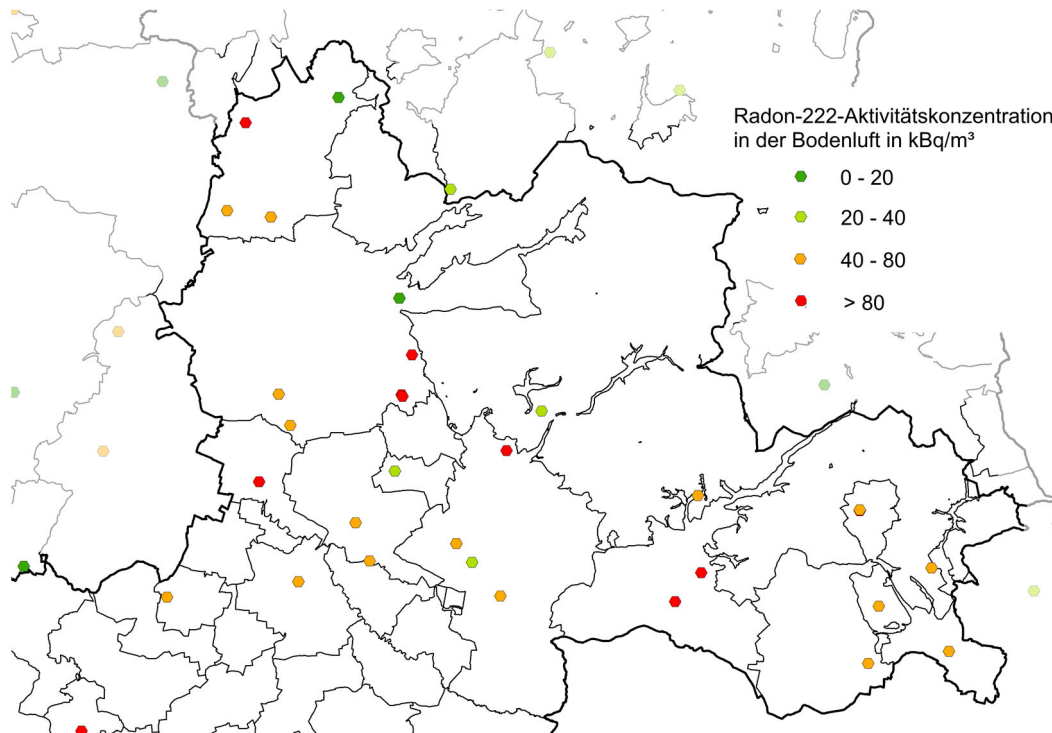 Radon-222-Aktivitätskonzentration
in der Bodenluft in kBq/m³
0 - 20
20 - 40
40 - 80
> 80